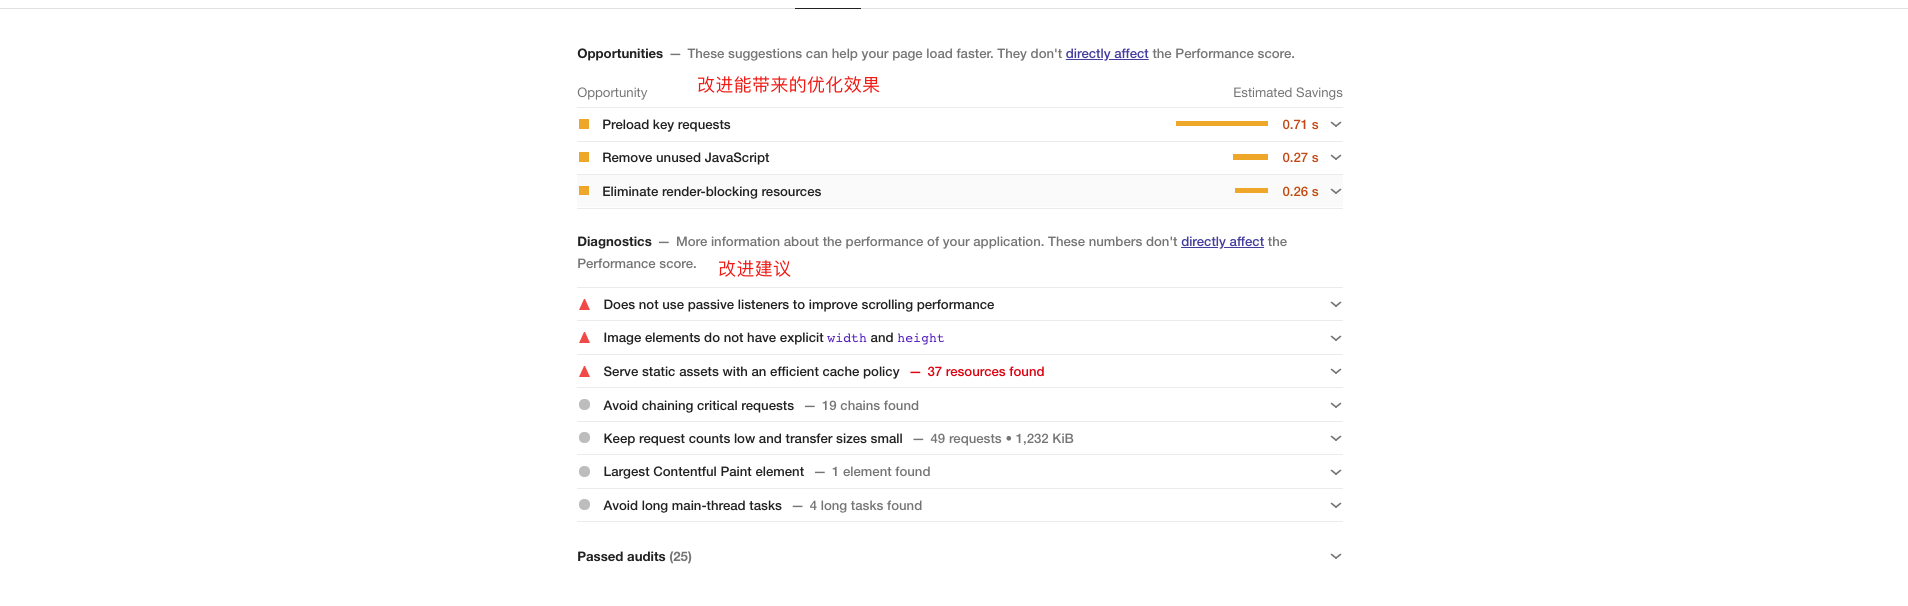 Opportunities — These suggestions can help your page load faster. They don't directly affect the Performance score.
改进能带来的优化效果
Opportunity Estimated Savings
Preload key requests 0.71 s
Remove unused JavaScript 0.27 s
Eliminate render-blocking resources 0.26 s
Diagnostics — More information about the performance of your application. These numbers don't directly affect the
Performance score.
改进建议
Does not use passive listeners to improve scrolling performance
Image elements do not have explicit width and height
Serve static assets with an efficient cache policy — 37 resources found
Avoid chaining critical requests — 19 chains found
Keep request counts low and transfer sizes small — 49 requests • 1,232 KiB
Largest Contentful Paint element — 1 element found
Avoid long main-thread tasks — 4 long tasks found
Passed audits (25)